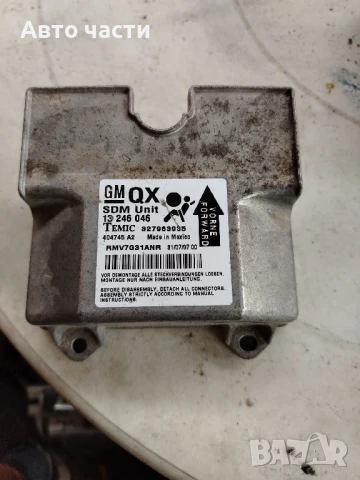 Авто части
GM QX
SDM Unit
13 246 046
TEMIC 327963935
404745 A2 Made in Mexico
RMV7G31ANR 01/07/07 00
VORNE
FORWARD
VOR DEMONTAGE ALLE STECKVERBINDUNGEN LOESEN.
MONTAGE NUR NACH EINBAUANLEITUNG.
BEFORE DISASSEMBLY, DETACH ALL CONNECTORS.
ASSEMBLY STRICTLY ACCORDING TO MANUAL
INSTRUCTIONS.
BAZAR